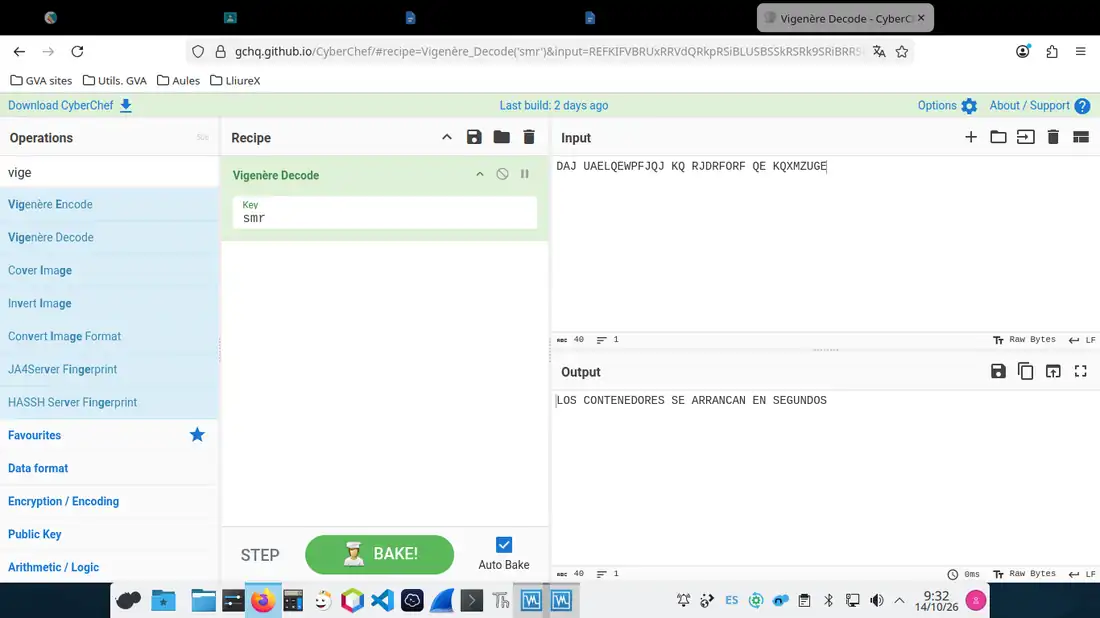 Vigenère Decode - CyberC
gchq.github.io/CyberChef/#recipe=Vigenère_Decode('smr')&input=REFKIFVBRUxRRVdQRkpRSiBLUSBSSkRSRk9SRiBRRS
GVA sites
Utils. GVA
Aules
LliureX
Download CyberChef
Last build: 2 days ago
Options
About / Support
Operations
Recipe
Input
vige
Vigenère Encode
Vigenère Decode
Cover Image
Invert Image
Convert Image Format
JA4Server Fingerprint
HASSH Server Fingerprint
Favourites
Data format
Encryption / Encoding
Public Key
Arithmetic / Logic
Vigenère Decode
Key
smr
STEP
BAKE!
Auto Bake
DAJ UAELQEWPFJQJ KQ RJDRFORF QE KQXMZUGE
40
1
Raw Bytes
LF
Output
LOS CONTENEDORES SE ARRANCAN EN SEGUNDOS
40
1
0ms
Raw Bytes
LF
ES
9:32
14/10/26